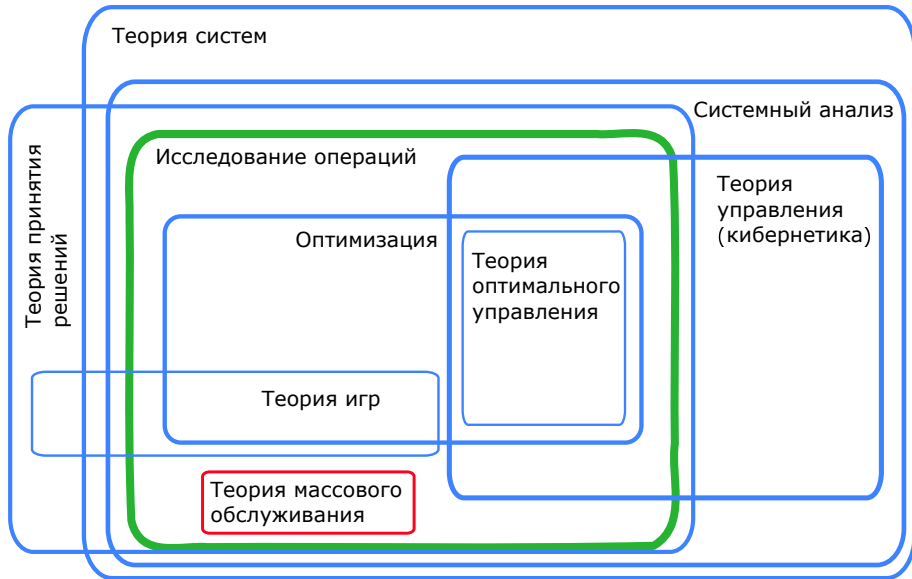 Теория систем
Системный анализ
Теория принятия
решений
Исследование операций
Теория
управления
(кибернетика)
Оптимизация
Теория
оптимального
управления
Теория игр
Теория массового
обслуживания